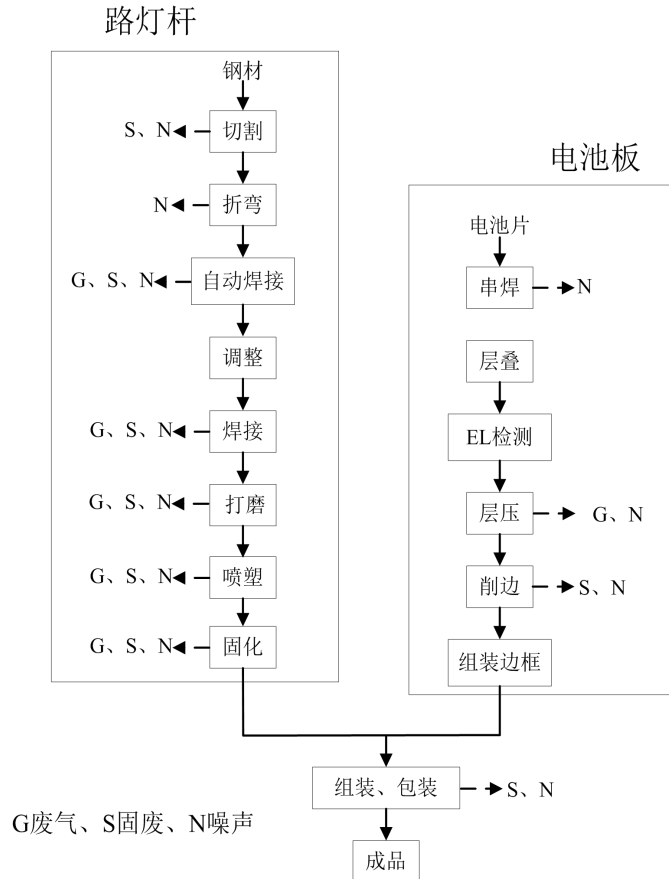 路灯杆
钢材
S、N
切割
N
折弯
G、S、N
自动焊接
调整
G、S、N
焊接
G、S、N
打磨
G、S、N
喷塑
G、S、N
固化
电池板
电池片
串焊
N
层叠
EL检测
层压
G、N
削边
S、N
组装边框
组装、包装
S、N
G废气、S固废、N噪声
成品